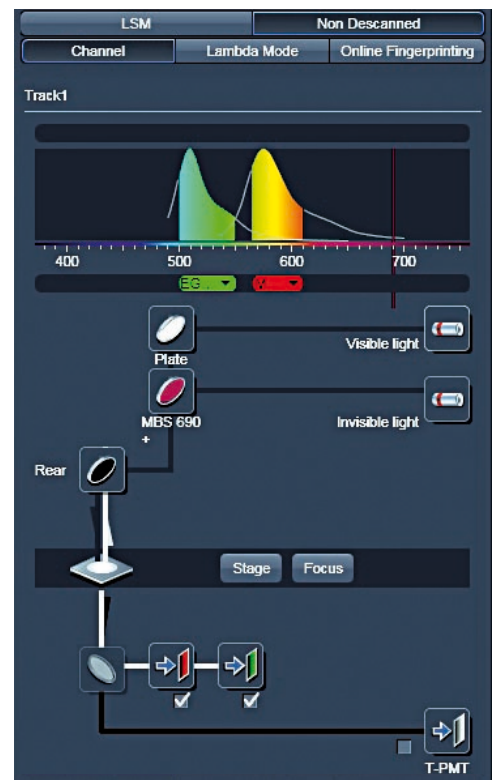 LSM Non Descanned
Channel Lambda Mode Online Fingerprinting
Track1
400 500 600 700
EG... Y...
Visible light
Plate
MBS 690 Invisible light
+
Rear
Stage Focus
T-PMT